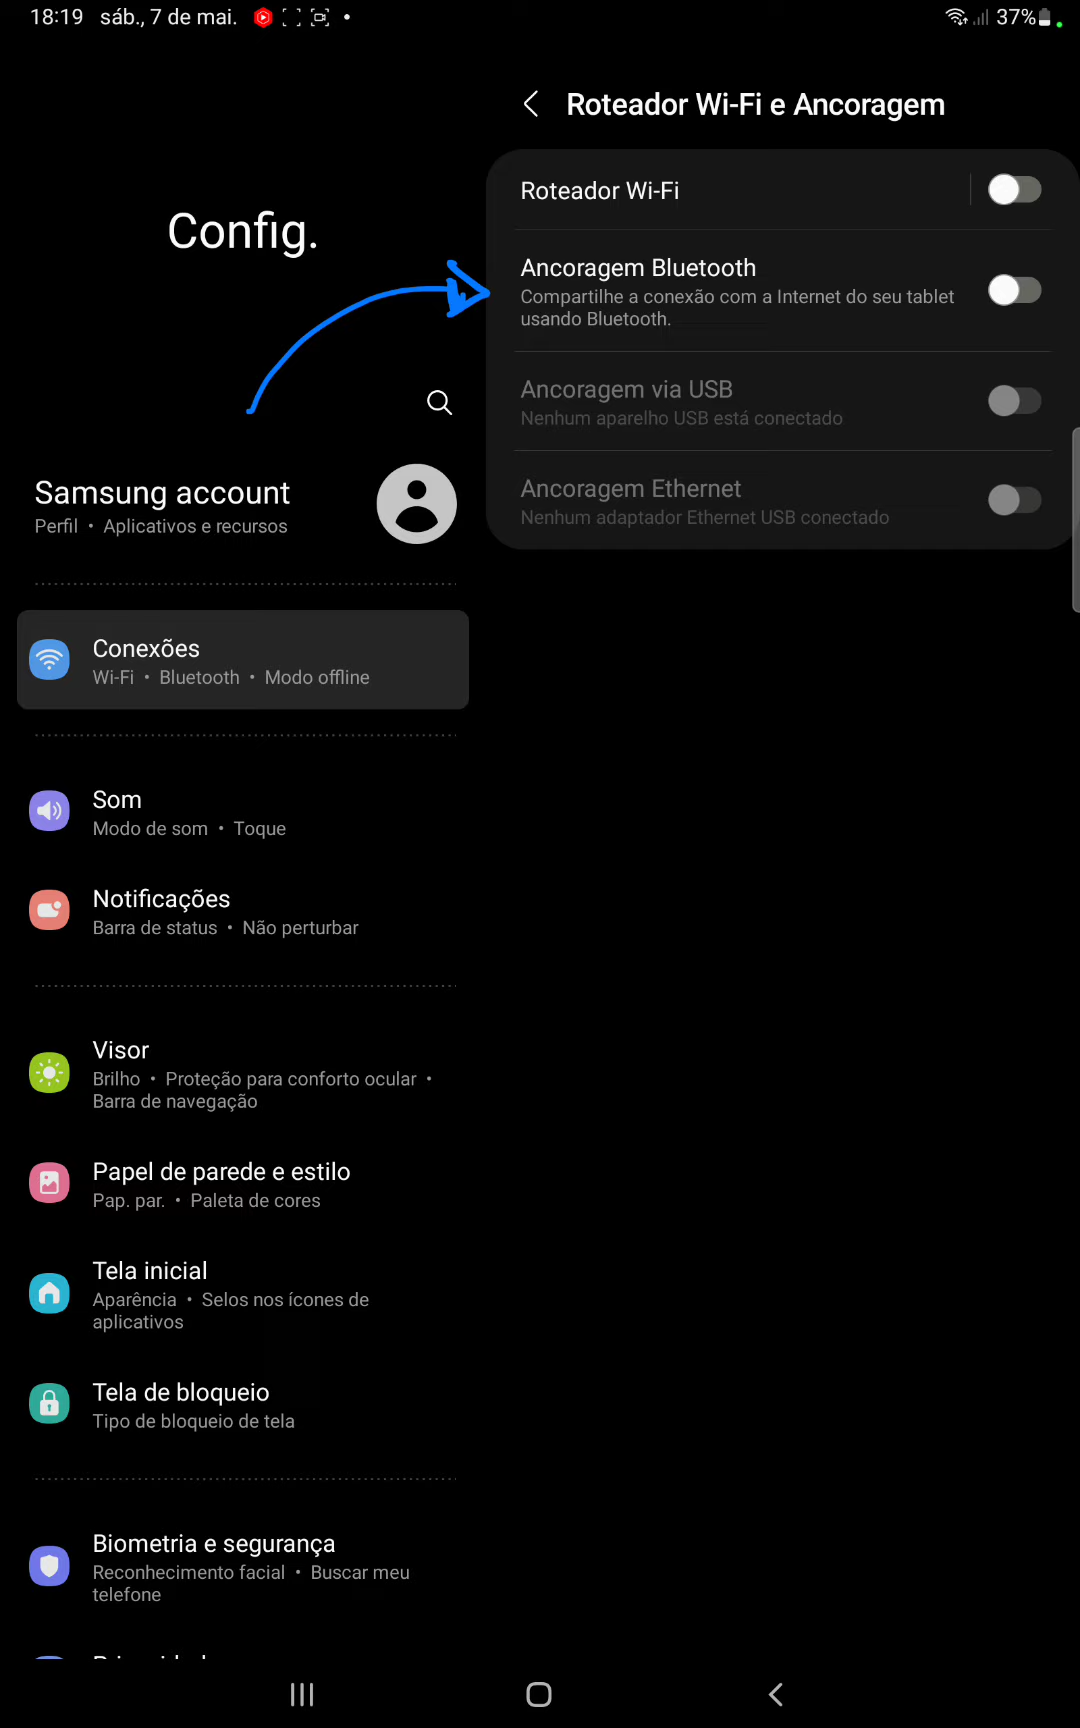 18:19 sáb., 7 de mai.
37%
Roteador Wi-Fi e Ancoragem
Config.
Roteador Wi-Fi
Ancoragem Bluetooth
Compartilhe a conexão com a Internet do seu tablet
usando Bluetooth.
Ancoragem via USB
Nenhum aparelho USB está conectado
Ancoragem Ethernet
Nenhum adaptador Ethernet USB conectado
Samsung account
Perfil • Aplicativos e recursos
Conexões
Wi-Fi • Bluetooth • Modo offline
Som
Modo de som • Toque
Notificações
Barra de status • Não perturbar
Visor
Brilho • Proteção para conforto ocular •
Barra de navegação
Papel de parede e estilo
Pap. par. • Paleta de cores
Tela inicial
Aparência • Selos nos ícones de
aplicativos
Tela de bloqueio
Tipo de bloqueio de tela
Biometria e segurança
Reconhecimento facial • Buscar meu
telefone